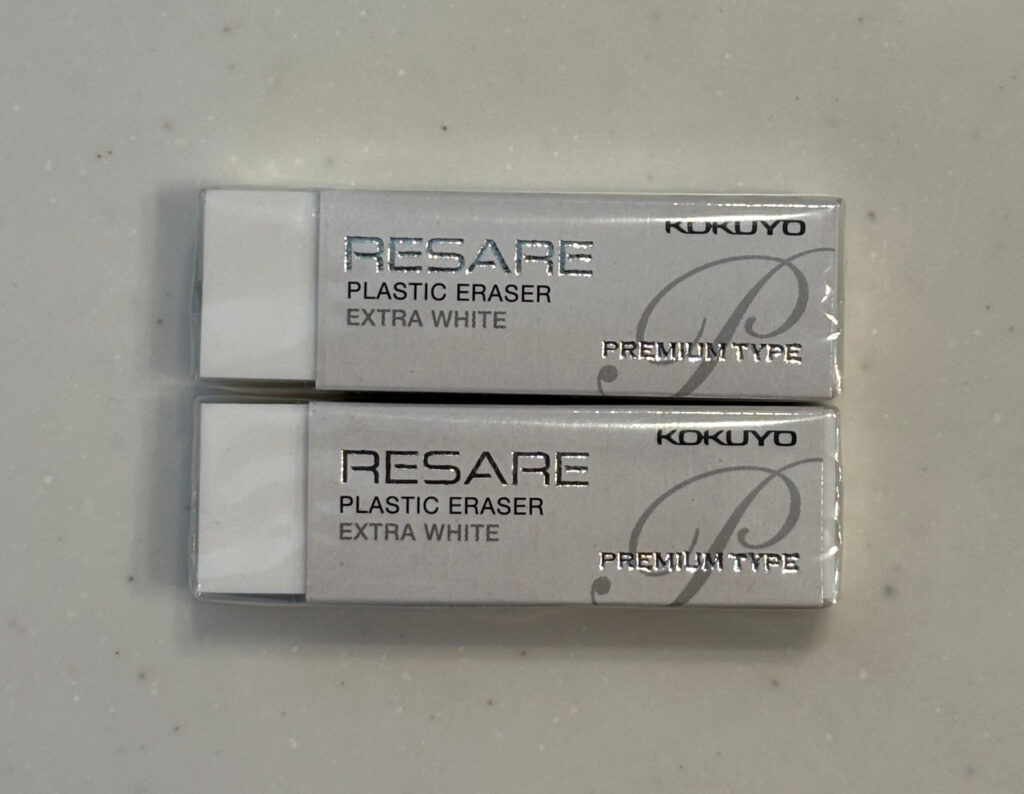 KOKUYO
RESARE
PLASTIC ERASER
EXTRA WHITE
P
PREMIUM TYPE
KOKUYO
RESARE
PLASTIC ERASER
EXTRA WHITE
P
PREMIUM TYPE